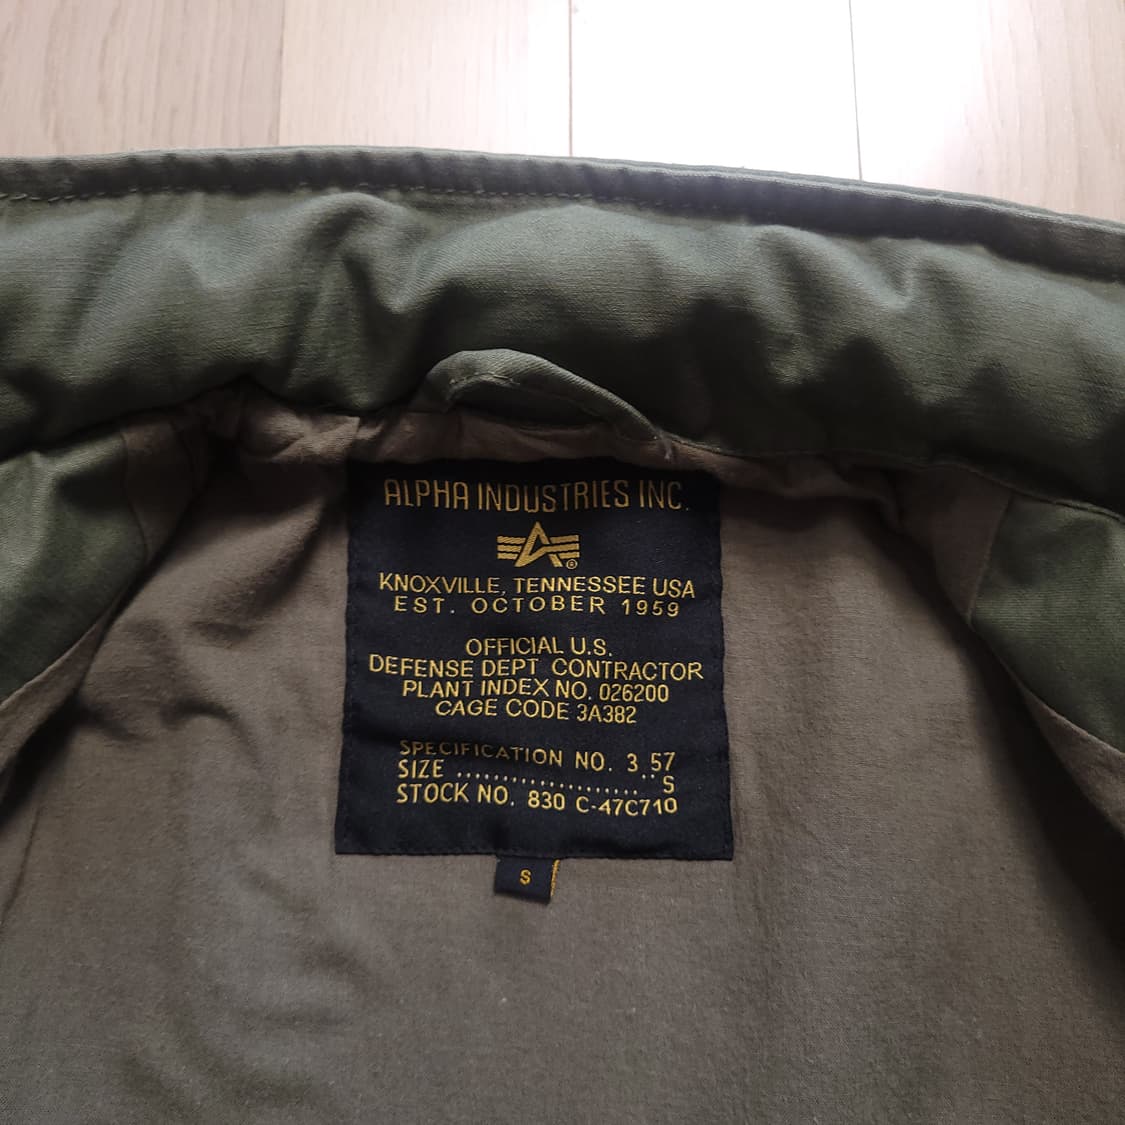 ALPHA INDUSTRIES INC.
®
KNOXVILLE, TENNESSEE USA
EST. OCTOBER 1959
OFFICIAL U.S.
DEFENSE DEPT CONTRACTOR
PLANT INDEX NO. 026200
CAGE CODE 3A382
SPECIFICATION NO. 3 57
SIZE ........................ S
STOCK NO. 830 C-47C710
S